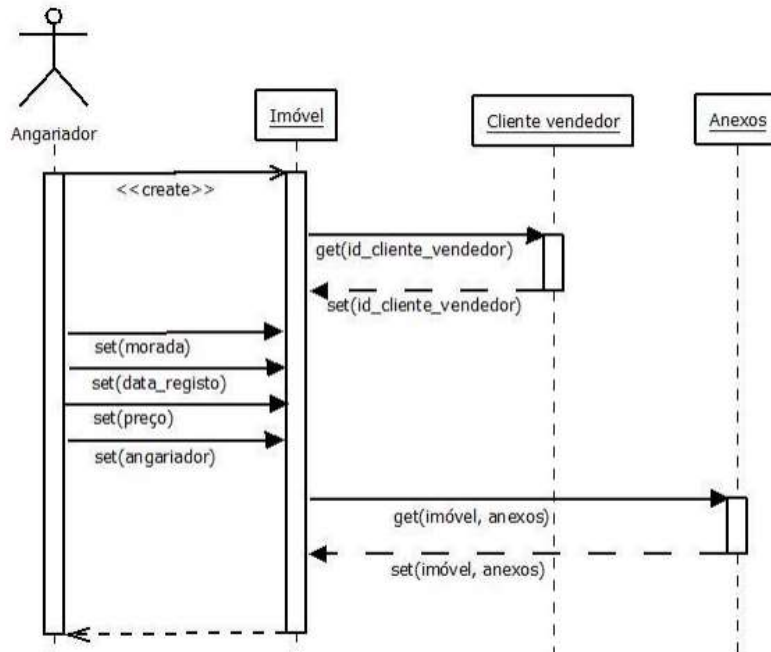 Angariador
Imóvel
Cliente vendedor
Anexos
<<create>>
get(id_cliente_vendedor)
set(id_cliente_vendedor)
set(morada)
set(data_registo)
set(preço)
set(angariador)
get(imóvel, anexos)
set(imóvel, anexos)